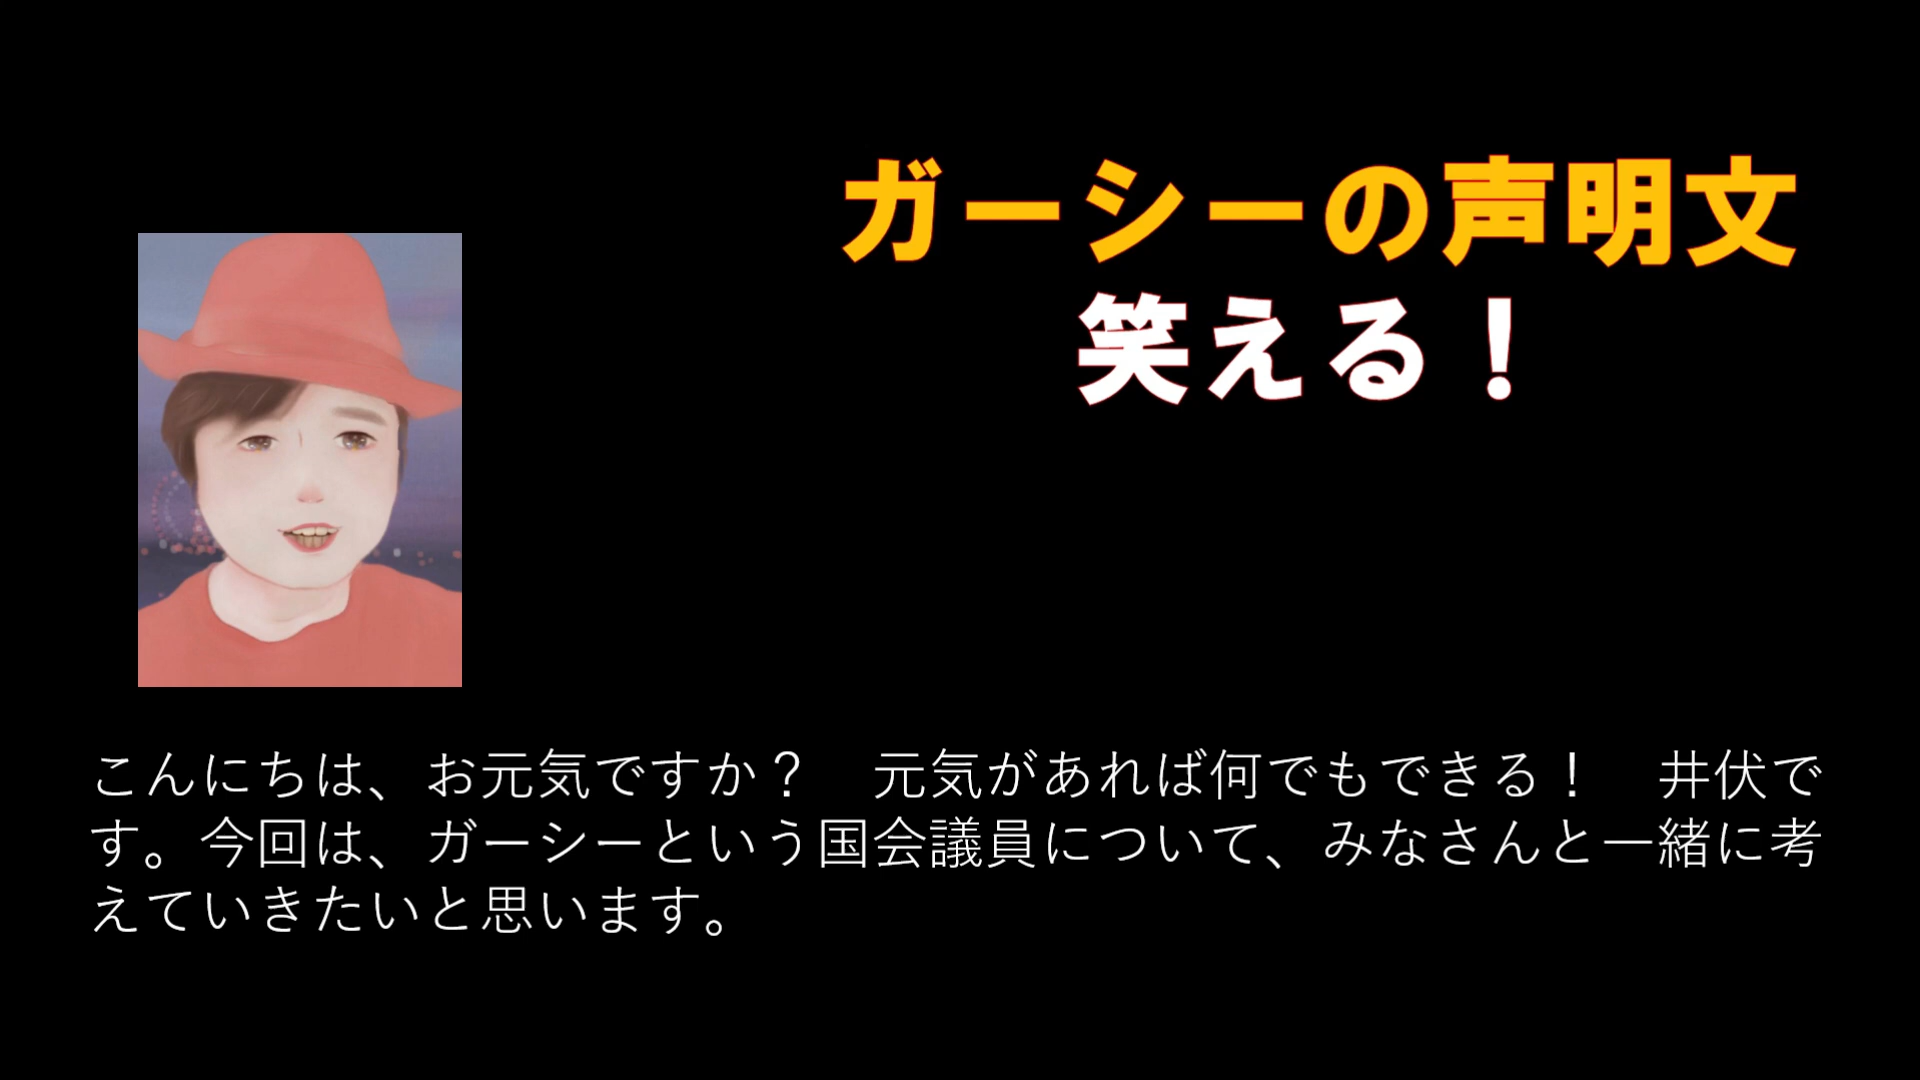 ガーシーの声明文
笑える！
こんにちは、お元気ですか？　元気があれば何でもできる！　井伏で
す。今回は、ガーシーという国会議員について、みなさんと一緒に考
えていきたいと思います。